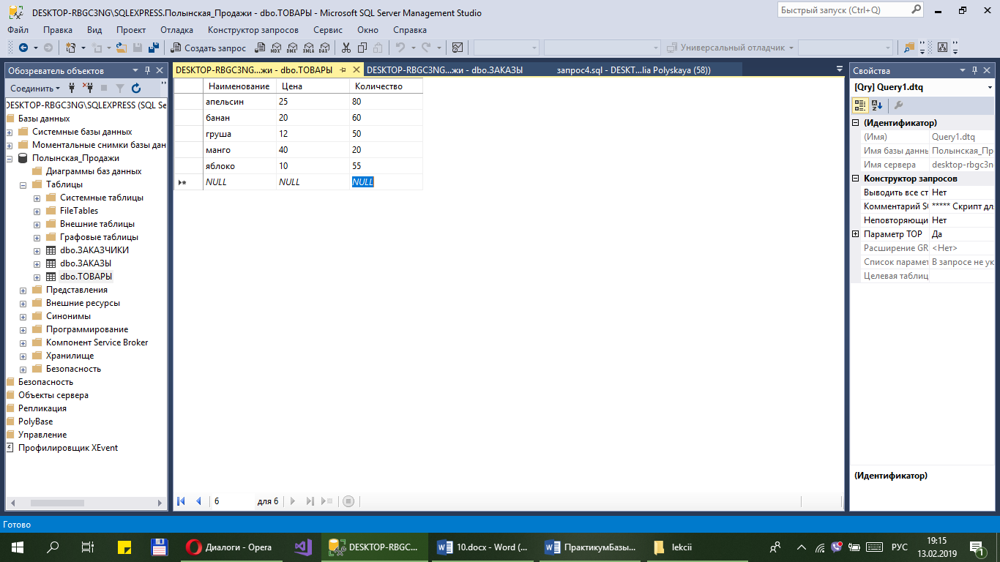 DESKTOP-RBGC3NG\SQLEXPRESS.Полынская_Продажи - dbo.ТОВАРЫ - Microsoft SQL Server Management Studio
Быстрый запуск (Ctrl+Q)
Файл Правка Вид Проект Отладка Конструктор запросов Сервис Окно Справка
Создать запрос MDX DMX XMLA DAX Универсальный отладчик
Обозреватель объектов
Соединить
DESKTOP-RBGC3NG\SQLEXPRESS (SQL Se
Базы данных
Системные базы данных
Моментальные снимки базы дан
Полынская_Продажи
Диаграммы баз данных
Таблицы
Системные таблицы
FileTables
Внешние таблицы
Графовые таблицы
dbo.ЗАКАЗЧИКИ
dbo.ЗАКАЗЫ
dbo.ТОВАРЫ
Представления
Внешние ресурсы
Синонимы
Программирование
Компонент Service Broker
Хранилище
Безопасность
Безопасность
Объекты сервера
Репликация
PolyBase
Управление
Профилировщик XEvent
DESKTOP-RBGC3NG...жи - dbo.ТОВАРЫ DESKTOP-RBGC3NG...жи - dbo.ЗАКАЗЫ запрос4.sql - DESKT...lia Polyskaya (58))
Наименование Цена Количество
апельсин 25 80
банан 20 60
груша 12 50
манго 40 20
яблоко 10 55
NULL NULL NULL
6 для 6
Свойства
[Qry] Query1.dtq
(Идентификатор)
(Имя) Query1.dtq
Имя базы данны Полынская_Пр
Имя сервера desktop-rbgc3n
Конструктор запросов
Выводить все ст Нет
Комментарий SQ ***** Скрипт дл
Неповторяющи Нет
Параметр TOP Да
Расширение GR <Нет>
Список парамет В запросе не ук
Целевая таблиц
(Идентификатор)
Готово
Диалоги - Opera DESKTOP-RBGC... 10.docx - Word (... ПрактикумБазы... lekcii
РУС 19:15
13.02.2019
1